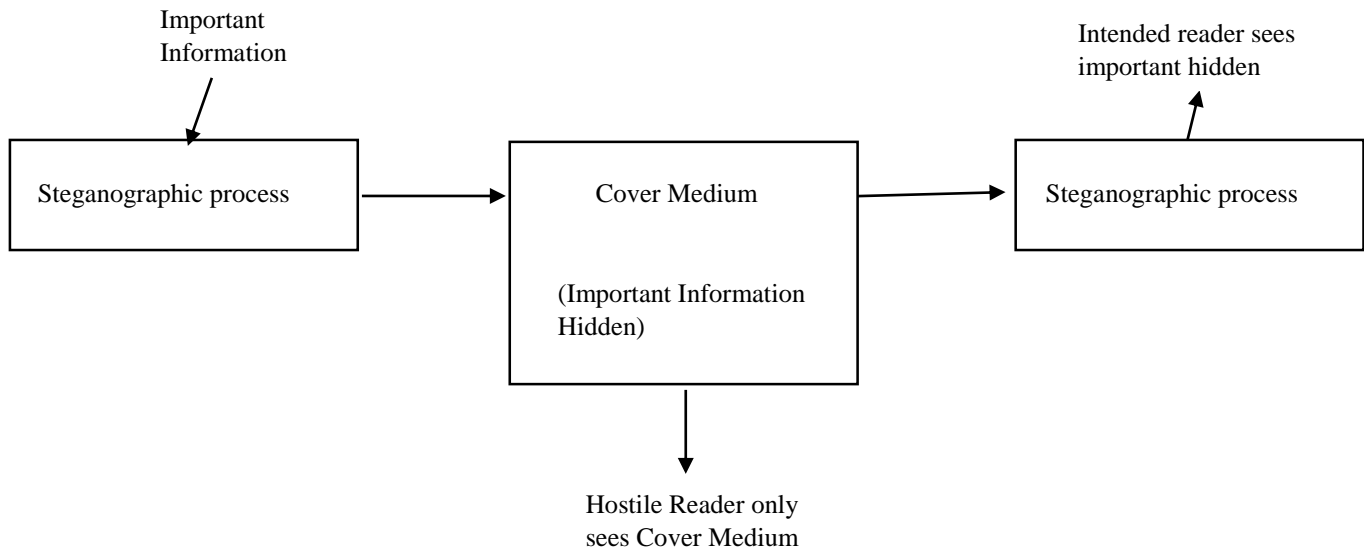 Important
Information
Intended reader sees
important hidden
Steganographic process
Cover Medium
Steganographic process
(Important Information
Hidden)
Hostile Reader only
sees Cover Medium